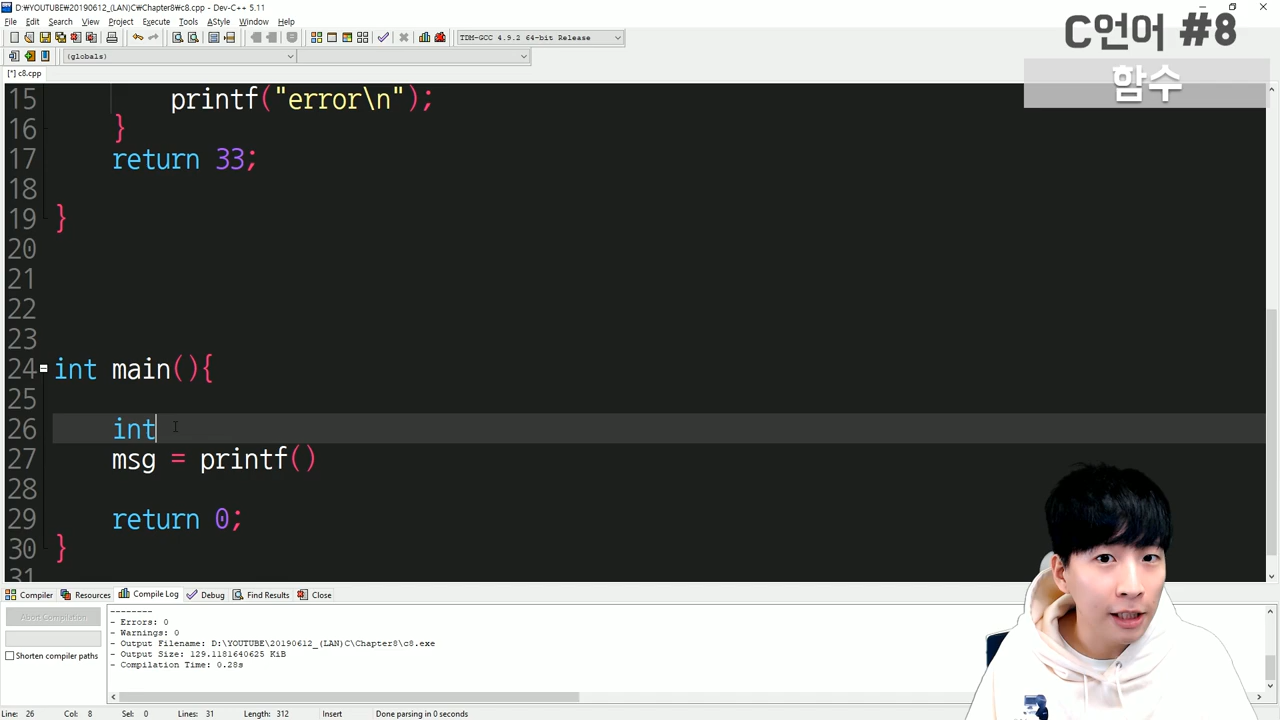 D:₩YOUTUBE₩20190612_(LAN)C₩Chapter8₩c8.cpp - Dev-C++ 5.11
File Edit Search View Project Execute Tools AStyle Window Help
TDM-GCC 4.9.2 64-bit Release
(globals)
[*] c8.cpp
C언어 #8
함수
15 printf("error\n");
16 }
17 return 33;
18
19 }
20
21
22
23
24 int main(){
25
26 int
27 msg = printf()
28
29 return 0;
30 }
31
Compiler Resources Compile Log Debug Find Results Close
Abort Compilation
Shorten compiler paths
--------
- Errors: 0
- Warnings: 0
- Output Filename: D:\YOUTUBE\20190612_(LAN)C\Chapter8\c8.exe
- Output Size: 129.1181640625 KiB
- Compilation Time: 0.28s
Line: 26 Col: 8 Sel: 0 Lines: 31 Length: 312 Insert Done parsing in 0 seconds